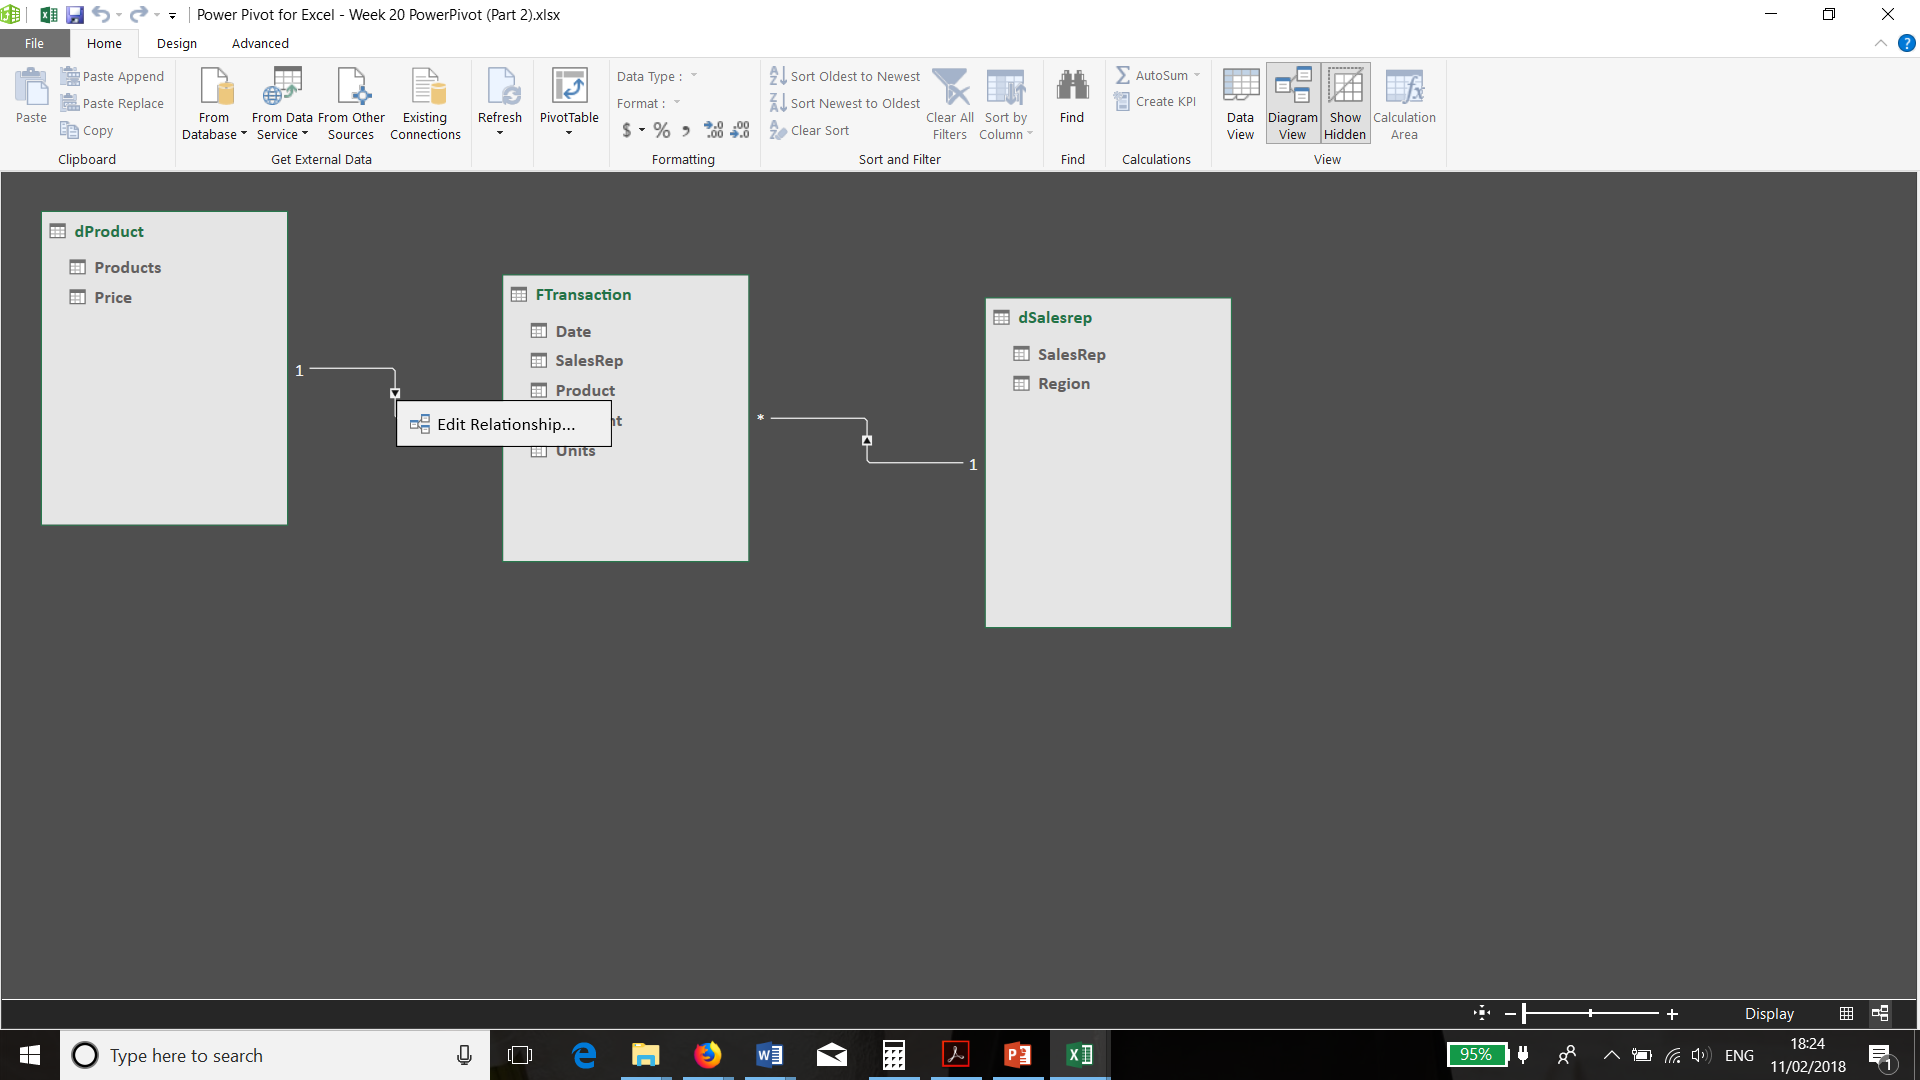 Power Pivot for Excel - Week 20 PowerPivot (Part 2).xlsx
File Home Design Advanced
Paste
Paste Append
Paste Replace
Copy
Clipboard
From Database
From Data Service
From Other Sources
Existing Connections
Get External Data
Refresh
PivotTable
Data Type :
Format :
$ % , .00 .00
Formatting
Sort Oldest to Newest
Sort Newest to Oldest
Clear Sort
Clear All Filters
Sort by Column
Sort and Filter
Find
Find
AutoSum
Create KPI
Calculations
Data View
Diagram View
Show Hidden
Calculation Area
View
dProduct
Products
Price
1
FTransaction
Date
SalesRep
Product
nt
Units
Edit Relationship...
*
1
dSalesrep
SalesRep
Region
Display
Type here to search
95%
ENG
18:24
11/02/2018
1